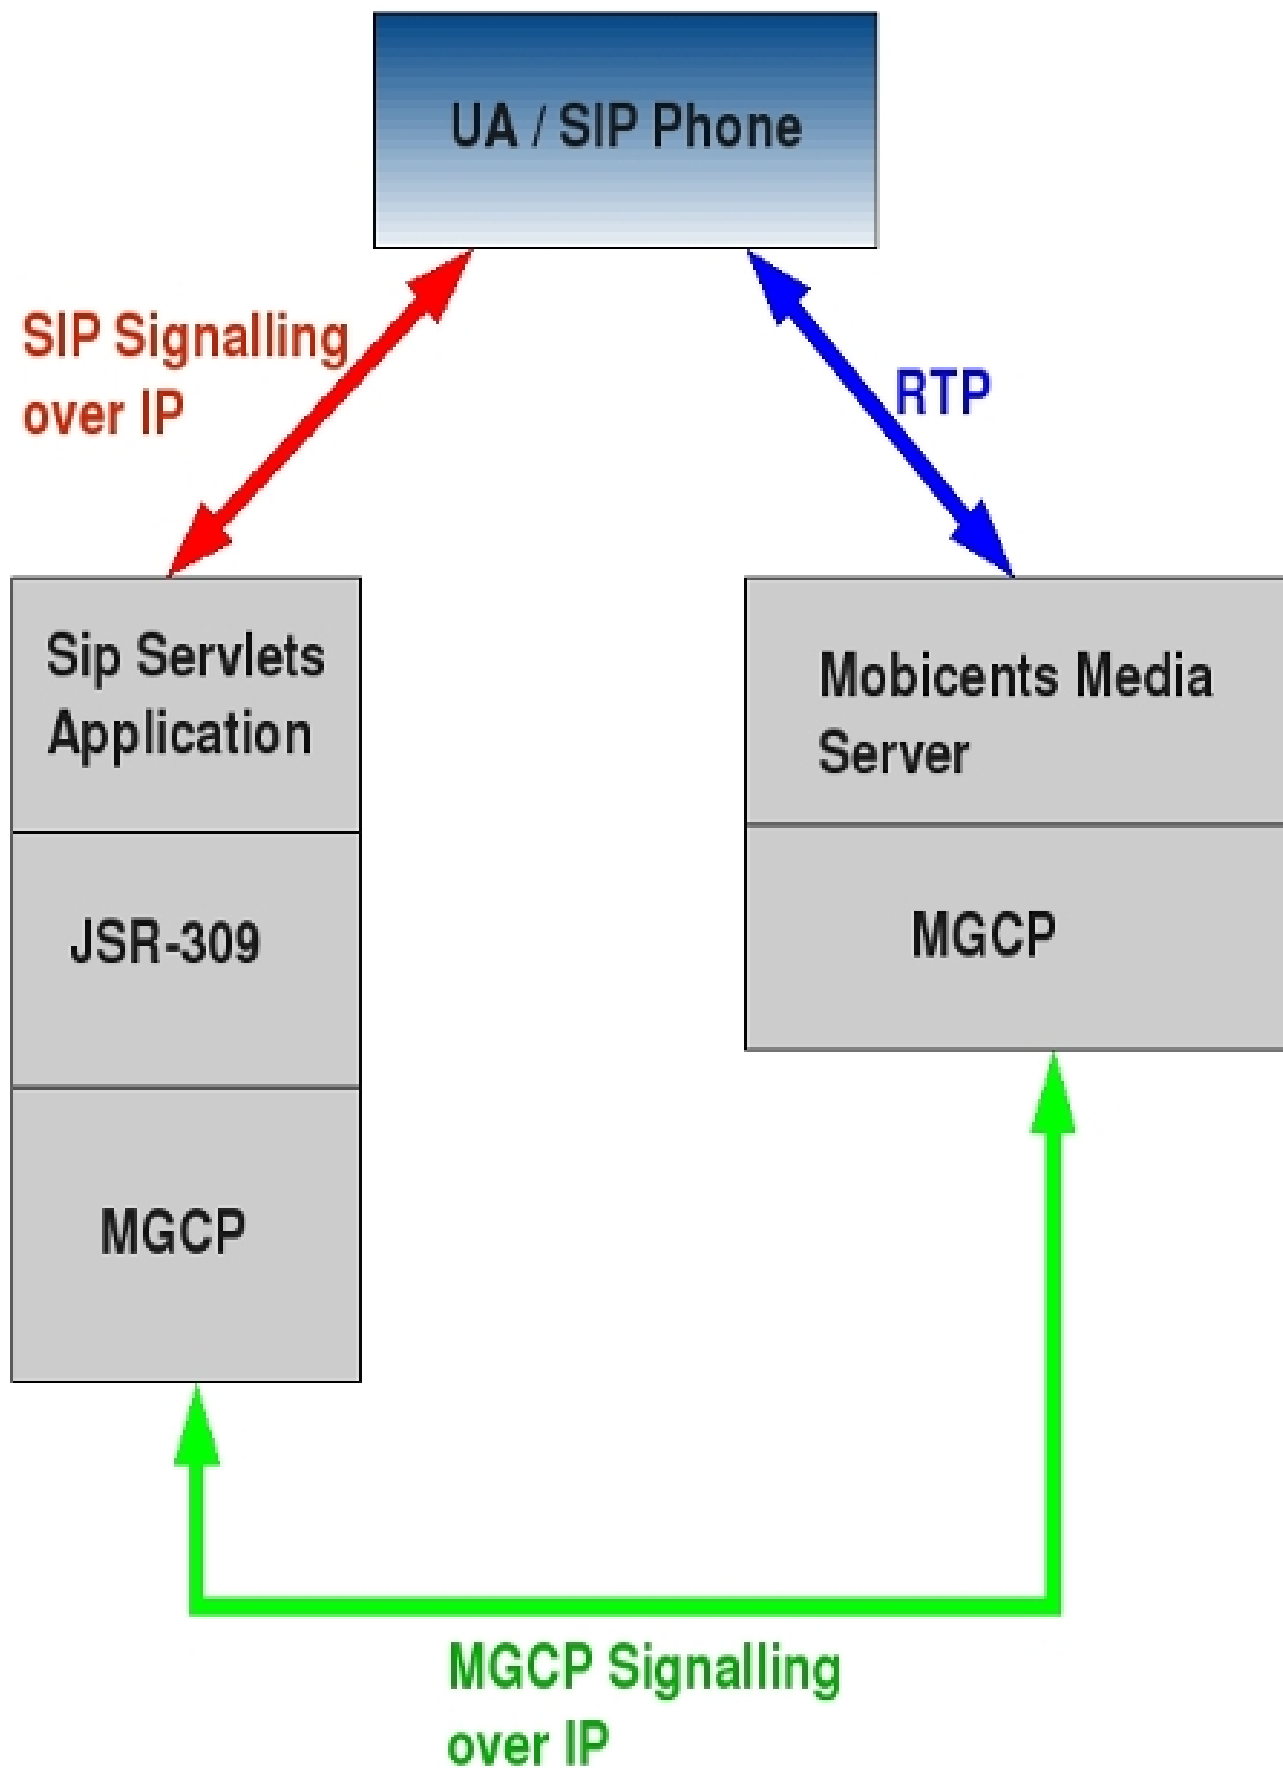 UA / SIP Phone
SIP Signalling
over IP
RTP
Sip Servlets
Application
JSR-309
MGCP
Mobicents Media
Server
MGCP
MGCP Signalling
over IP